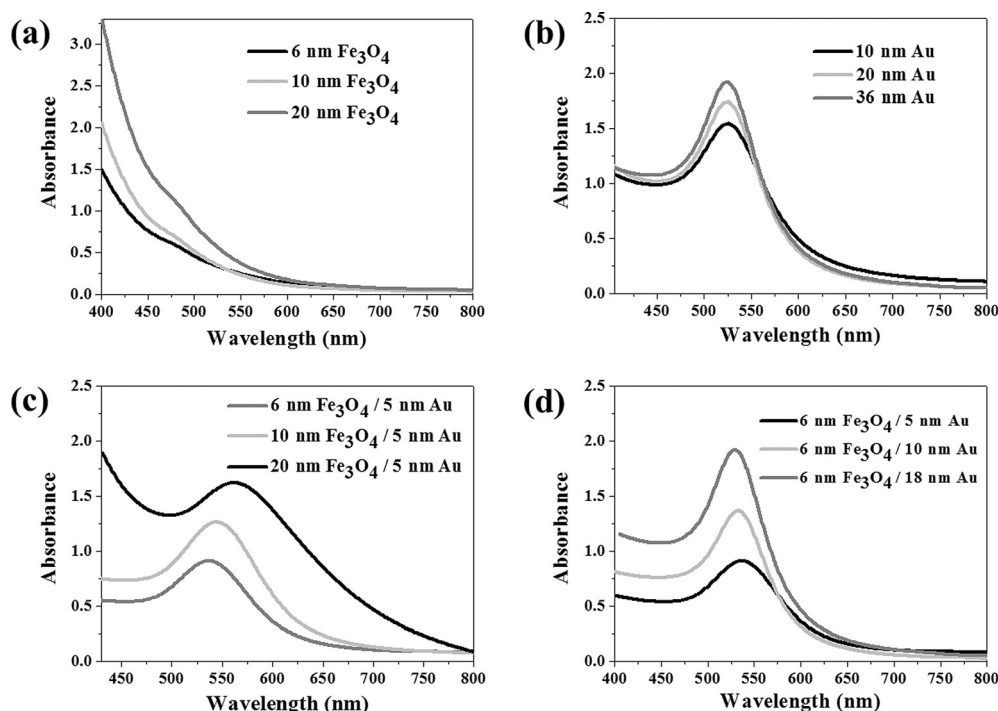 (a)
3.0
2.5
2.0
1.5
1.0
0.5
0.0
Absorbance
6 nm Fe₃O₄
10 nm Fe₃O₄
20 nm Fe₃O₄
400 450 500 550 600 650 700 750 800
Wavelength (nm)
(b)
2.5
2.0
1.5
1.0
0.5
0.0
Absorbance
10 nm Au
20 nm Au
36 nm Au
450 500 550 600 650 700 750 800
Wavelength (nm)
(c)
2.5
2.0
1.5
1.0
0.5
0.0
Absorbance
6 nm Fe₃O₄ / 5 nm Au
10 nm Fe₃O₄ / 5 nm Au
20 nm Fe₃O₄ / 5 nm Au
450 500 550 600 650 700 750 800
Wavelength (nm)
(d)
2.5
2.0
1.5
1.0
0.5
0.0
Absorbance
6 nm Fe₃O₄ / 5 nm Au
6 nm Fe₃O₄ / 10 nm Au
6 nm Fe₃O₄ / 18 nm Au
400 450 500 550 600 650 700 750 800
Wavelength (nm)